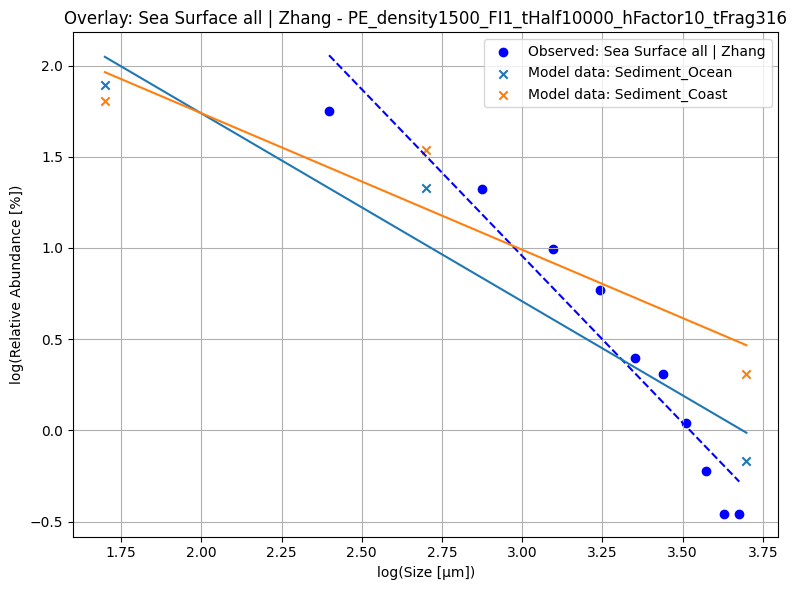 Overlay: Sea Surface all | Zhang - PE_density1500_FI1_tHalf10000_hFactor10_tFrag316
Observed: Sea Surface all | Zhang
Model data: Sediment_Ocean
Model data: Sediment_Coast
log(Relative Abundance [%])
2.0
1.5
1.0
0.5
0.0
−0.5
1.75 2.00 2.25 2.50 2.75 3.00 3.25 3.50 3.75
log(Size [μm])